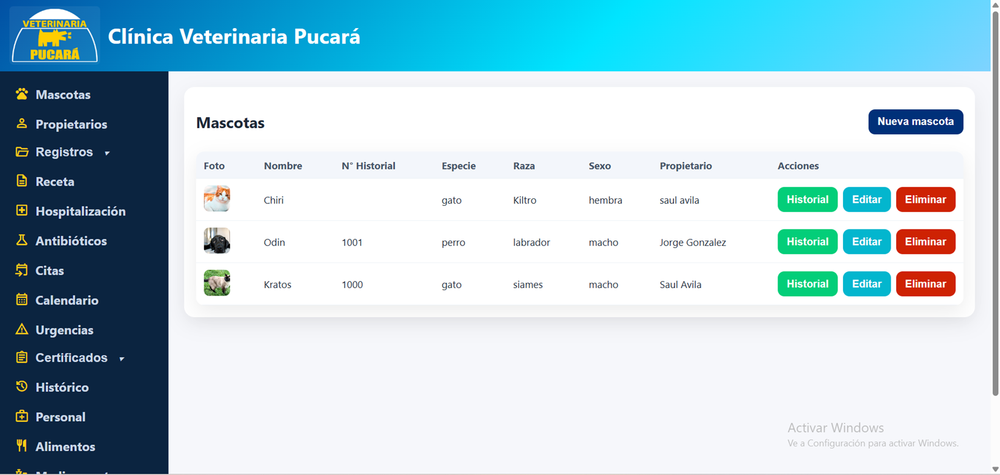 VETERINARIA
PUCARÁ
Clínica Veterinaria Pucará
Mascotas
Propietarios
Registros
Receta
Hospitalización
Antibióticos
Citas
Calendario
Urgencias
Certificados
Histórico
Personal
Alimentos
Mascotas
Nueva mascota
Foto Nombre N° Historial Especie Raza Sexo Propietario Acciones
Chiri gato Kiltro hembra saul avila Historial Editar Eliminar
Odin 1001 perro labrador macho Jorge Gonzalez Historial Editar Eliminar
Kratos 1000 gato siames macho Saul Avila Historial Editar Eliminar
Activar Windows
Ve a Configuración para activar Windows.